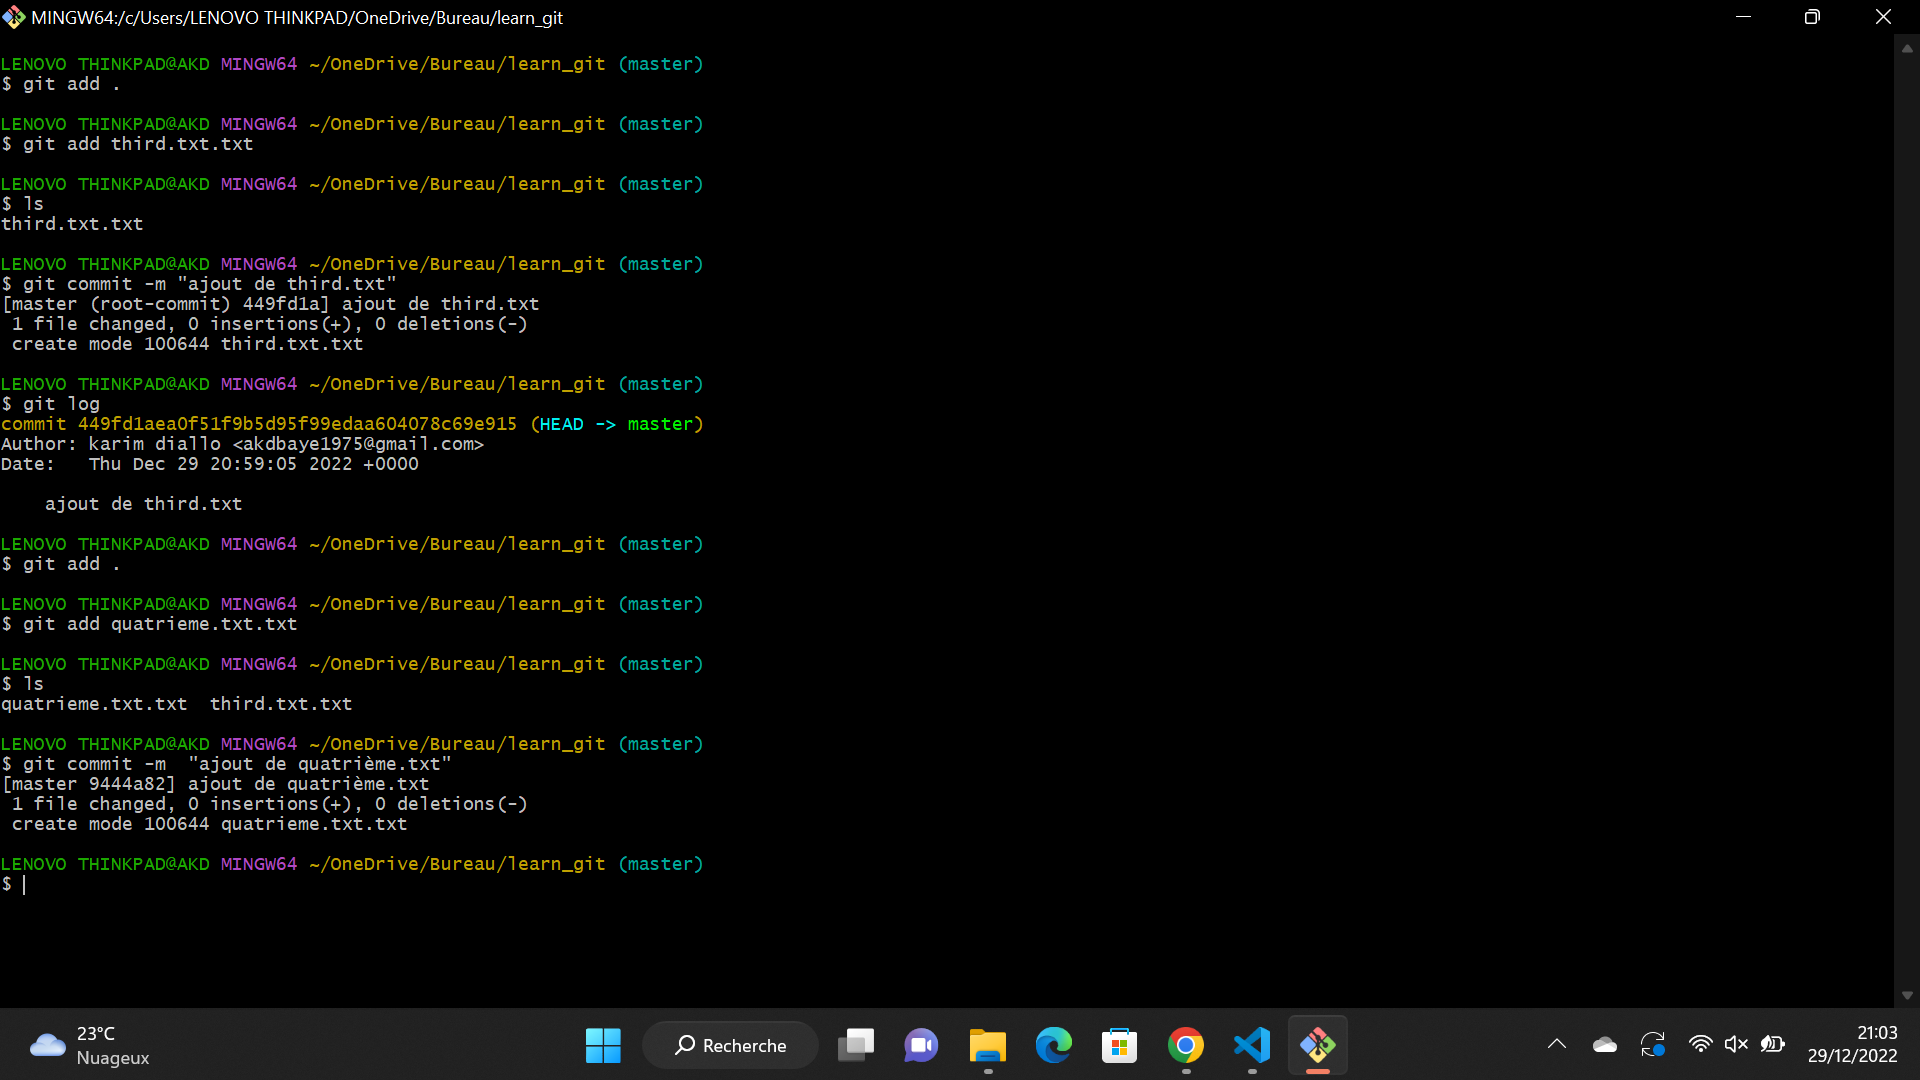 MINGW64:/c/Users/LENOVO THINKPAD/OneDrive/Bureau/learn_git
LENOVO THINKPAD@AKD MINGW64 ~/OneDrive/Bureau/learn_git (master)
$ git add .
LENOVO THINKPAD@AKD MINGW64 ~/OneDrive/Bureau/learn_git (master)
$ git add third.txt.txt
LENOVO THINKPAD@AKD MINGW64 ~/OneDrive/Bureau/learn_git (master)
$ ls
third.txt.txt
LENOVO THINKPAD@AKD MINGW64 ~/OneDrive/Bureau/learn_git (master)
$ git commit -m "ajout de third.txt"
[master (root-commit) 449fd1a] ajout de third.txt
 1 file changed, 0 insertions(+), 0 deletions(-)
 create mode 100644 third.txt.txt
LENOVO THINKPAD@AKD MINGW64 ~/OneDrive/Bureau/learn_git (master)
$ git log
commit 449fd1aea0f51f9b5d95f99edaa604078c69e915 (HEAD -> master)
Author: karim diallo <akdbaye1975@gmail.com>
Date:   Thu Dec 29 20:59:05 2022 +0000
    ajout de third.txt
LENOVO THINKPAD@AKD MINGW64 ~/OneDrive/Bureau/learn_git (master)
$ git add .
LENOVO THINKPAD@AKD MINGW64 ~/OneDrive/Bureau/learn_git (master)
$ git add quatrieme.txt.txt
LENOVO THINKPAD@AKD MINGW64 ~/OneDrive/Bureau/learn_git (master)
$ ls
quatrieme.txt.txt  third.txt.txt
LENOVO THINKPAD@AKD MINGW64 ~/OneDrive/Bureau/learn_git (master)
$ git commit -m  "ajout de quatrième.txt"
[master 9444a82] ajout de quatrième.txt
 1 file changed, 0 insertions(+), 0 deletions(-)
 create mode 100644 quatrieme.txt.txt
LENOVO THINKPAD@AKD MINGW64 ~/OneDrive/Bureau/learn_git (master)
$
23°C
Nuageux
Recherche
21:03
29/12/2022